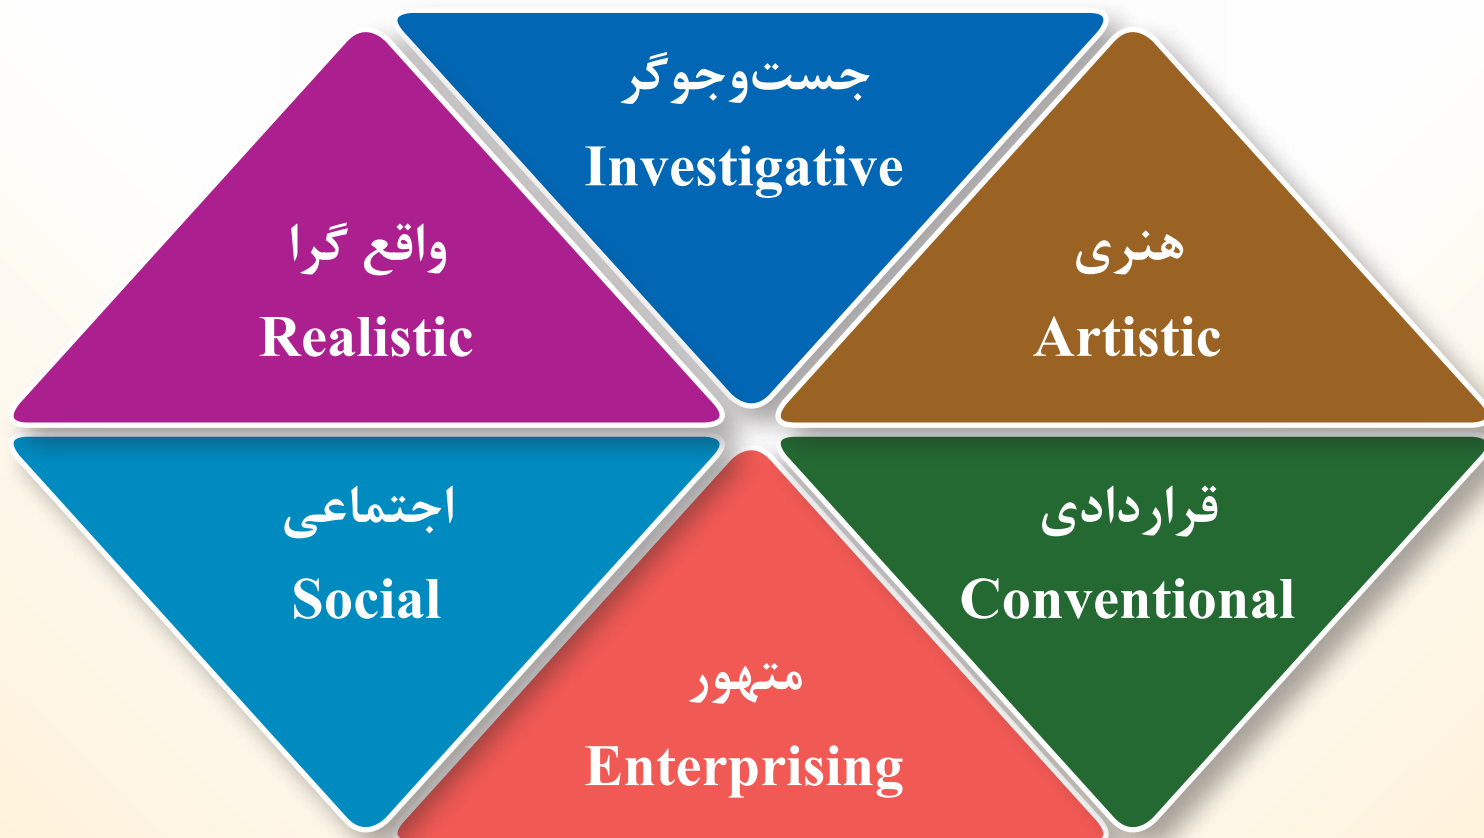 جست‌وجوگر
Investigative
واقع گرا
Realistic
هنری
Artistic
اجتماعی
Social
قراردادی
Conventional
متهور
Enterprising